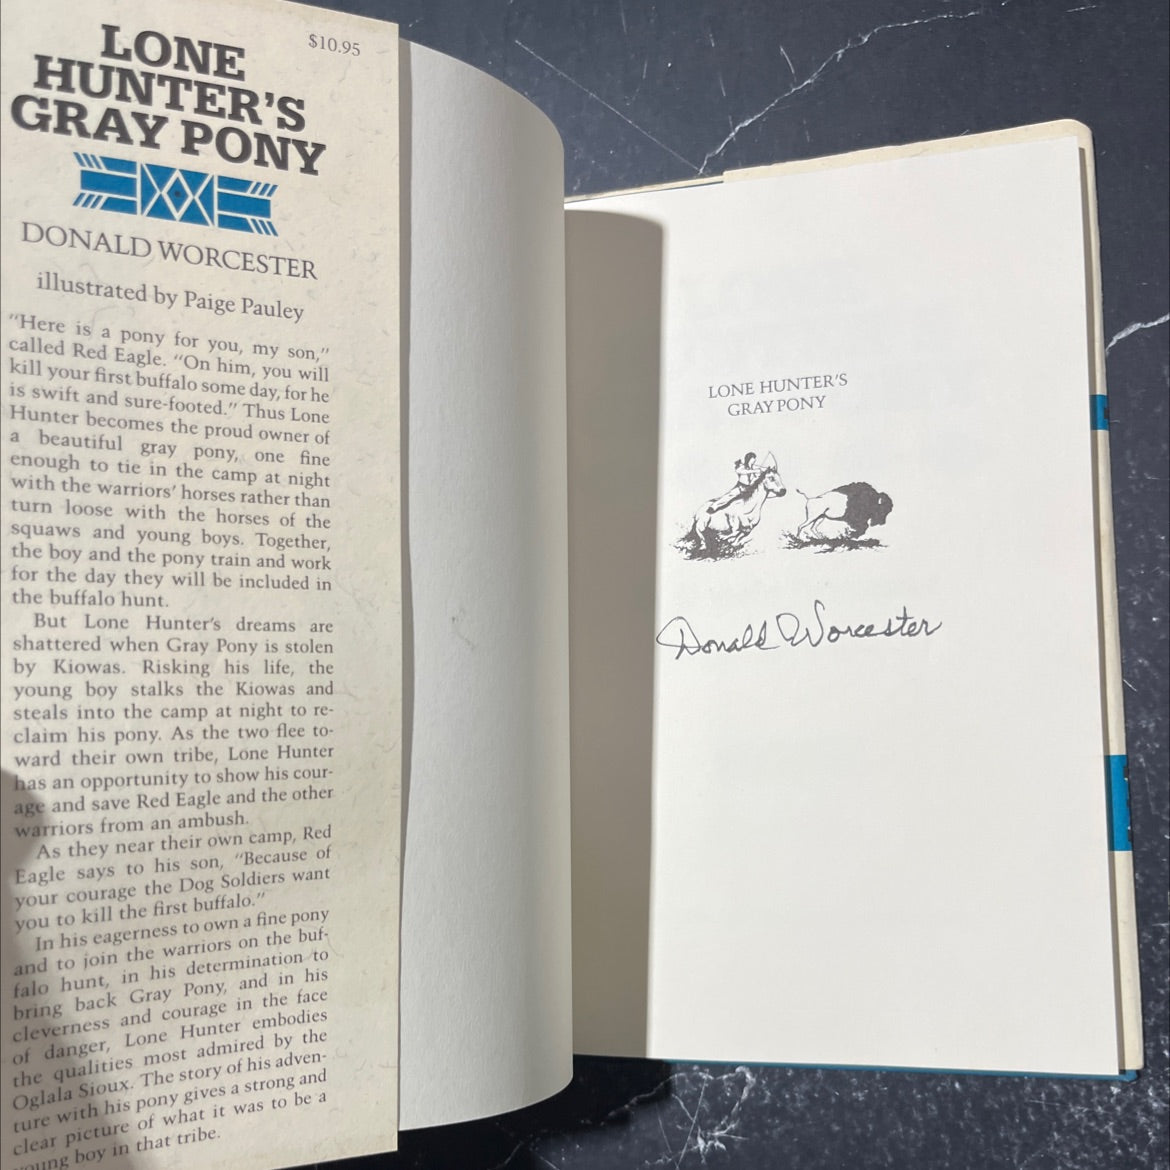 $10.95
LONE
HUNTER'S
GRAY PONY
DONALD WORCESTER
illustrated by Paige Pauley
"Here is a pony for you, my son,"
called Red Eagle. "On him, you will
kill your first buffalo some day, for he
is swift and sure-footed." Thus Lone
Hunter becomes the proud owner of
a beautiful gray pony, one fine
enough to tie in the camp at night
with the warriors' horses rather than
turn loose with the horses of the
squaws and young boys. Together,
the boy and the pony train and work
for the day they will be included in
the buffalo hunt.
But Lone Hunter's dreams are
shattered when Gray Pony is stolen
by Kiowas. Risking his life, the
young boy stalks the Kiowas and
steals into the camp at night to re-
claim his pony. As the two flee to-
ward their own tribe, Lone Hunter
has an opportunity to show his cour-
age and save Red Eagle and the other
warriors from an ambush.
As they near their own camp, Red
Eagle says to his son, "Because of
your courage the Dog Soldiers want
you to kill the first buffalo."
In his eagerness to own a fine pony
and to join the warriors on the buf-
falo hunt, in his determination to
bring back Gray Pony, and in his
cleverness and courage in the face
of danger, Lone Hunter embodies
the qualities most admired by the
Oglala Sioux. The story of his adven-
ture with his pony gives a strong and
clear picture of what it was to be a
young boy in that tribe.
LONE HUNTER'S
GRAY PONY
Donald Worcester